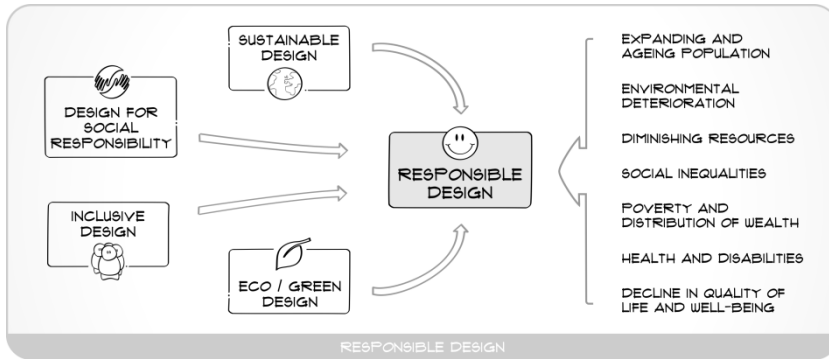 SUSTAINABLE
DESIGN
DESIGN FOR
SOCIAL
RESPONSIBILITY
INCLUSIVE
DESIGN
ECO / GREEN
DESIGN
RESPONSIBLE
DESIGN
EXPANDING AND
AGEING POPULATION
ENVIRONMENTAL
DETERIORATION
DIMINISHING RESOURCES
SOCIAL INEQUALITIES
POVERTY AND
DISTRIBUTION OF WEALTH
HEALTH AND DISABILITIES
DECLINE IN QUALITY OF
LIFE AND WELL-BEING
RESPONSIBLE DESIGN